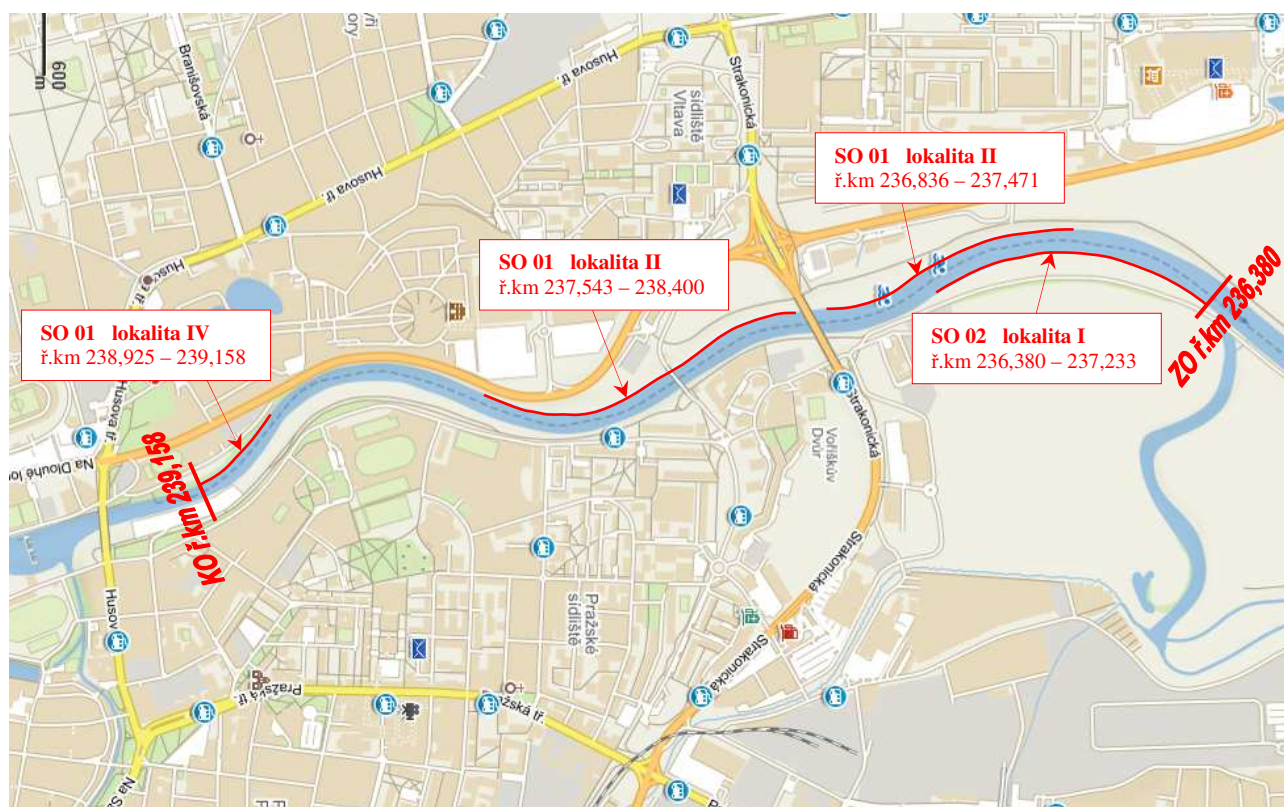 600
m
Branišovská
Husova tř.
Strakonická
sídliště
Vltava
Husova tř.
SO 01 lokalita II
ř.km 236,836 – 237,471
SO 01 lokalita II
ř.km 237,543 – 238,400
SO 01 lokalita IV
ř.km 238,925 – 239,158
SO 02 lokalita I
ř.km 236,380 – 237,233
ZO ř.km 236,380
Husova tř.
Na Dlouhé
KO ř.km 239,158
Strakonická
Voříškův
Dvůr
Strakonická
Husov
Pražské
sídliště
Strakonická
Pražská tř.
ažská tř.